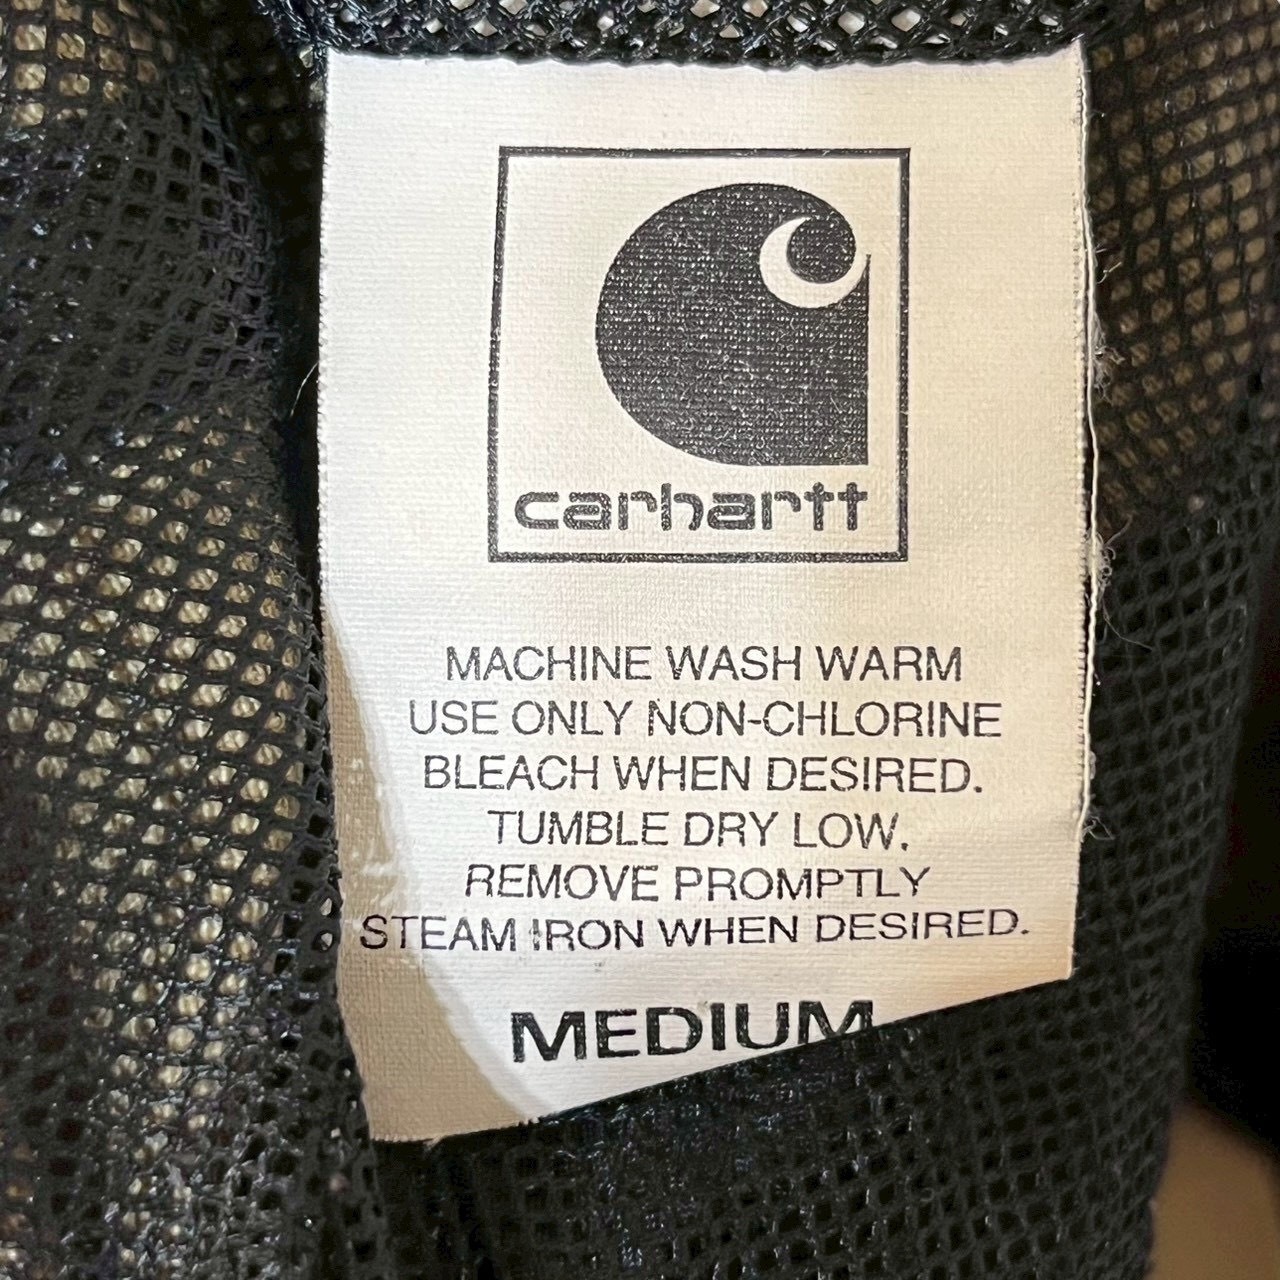 carhartt
MACHINE WASH WARM
USE ONLY NON-CHLORINE
BLEACH WHEN DESIRED.
TUMBLE DRY LOW.
REMOVE PROMPTLY
STEAM IRON WHEN DESIRED.
MEDIUM